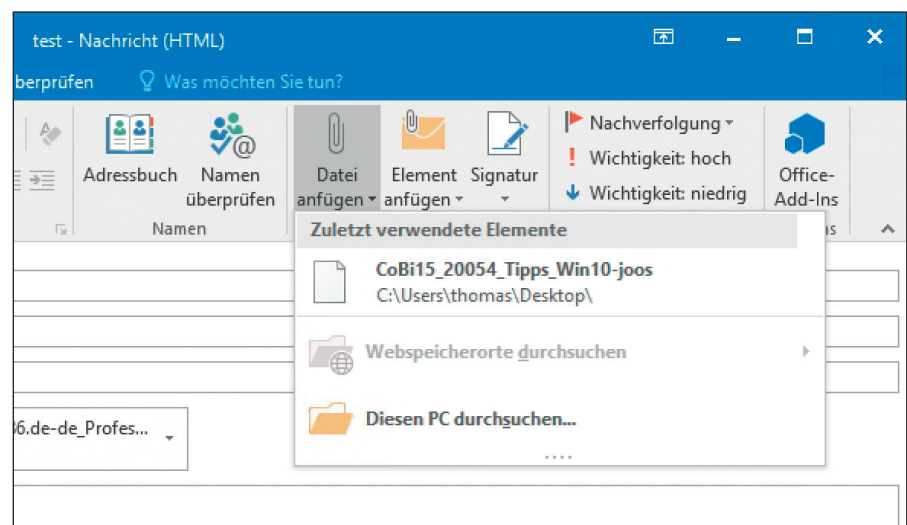 test - Nachricht (HTML)
berprüfen Was möchten Sie tun?
Adressbuch
Namen
überprüfen
Namen
Datei
anfügen
Element
anfügen
Signatur
Nachverfolgung
Wichtigkeit: hoch
Wichtigkeit: niedrig
Office-
Add-Ins
ns
Zuletzt verwendete Elemente
CoBi15_20054_Tipps_Win10-joos
C:\Users\thomas\Desktop\
Webspeicherorte durchsuchen
Diesen PC durchsuchen...
36.de-de_Profes...